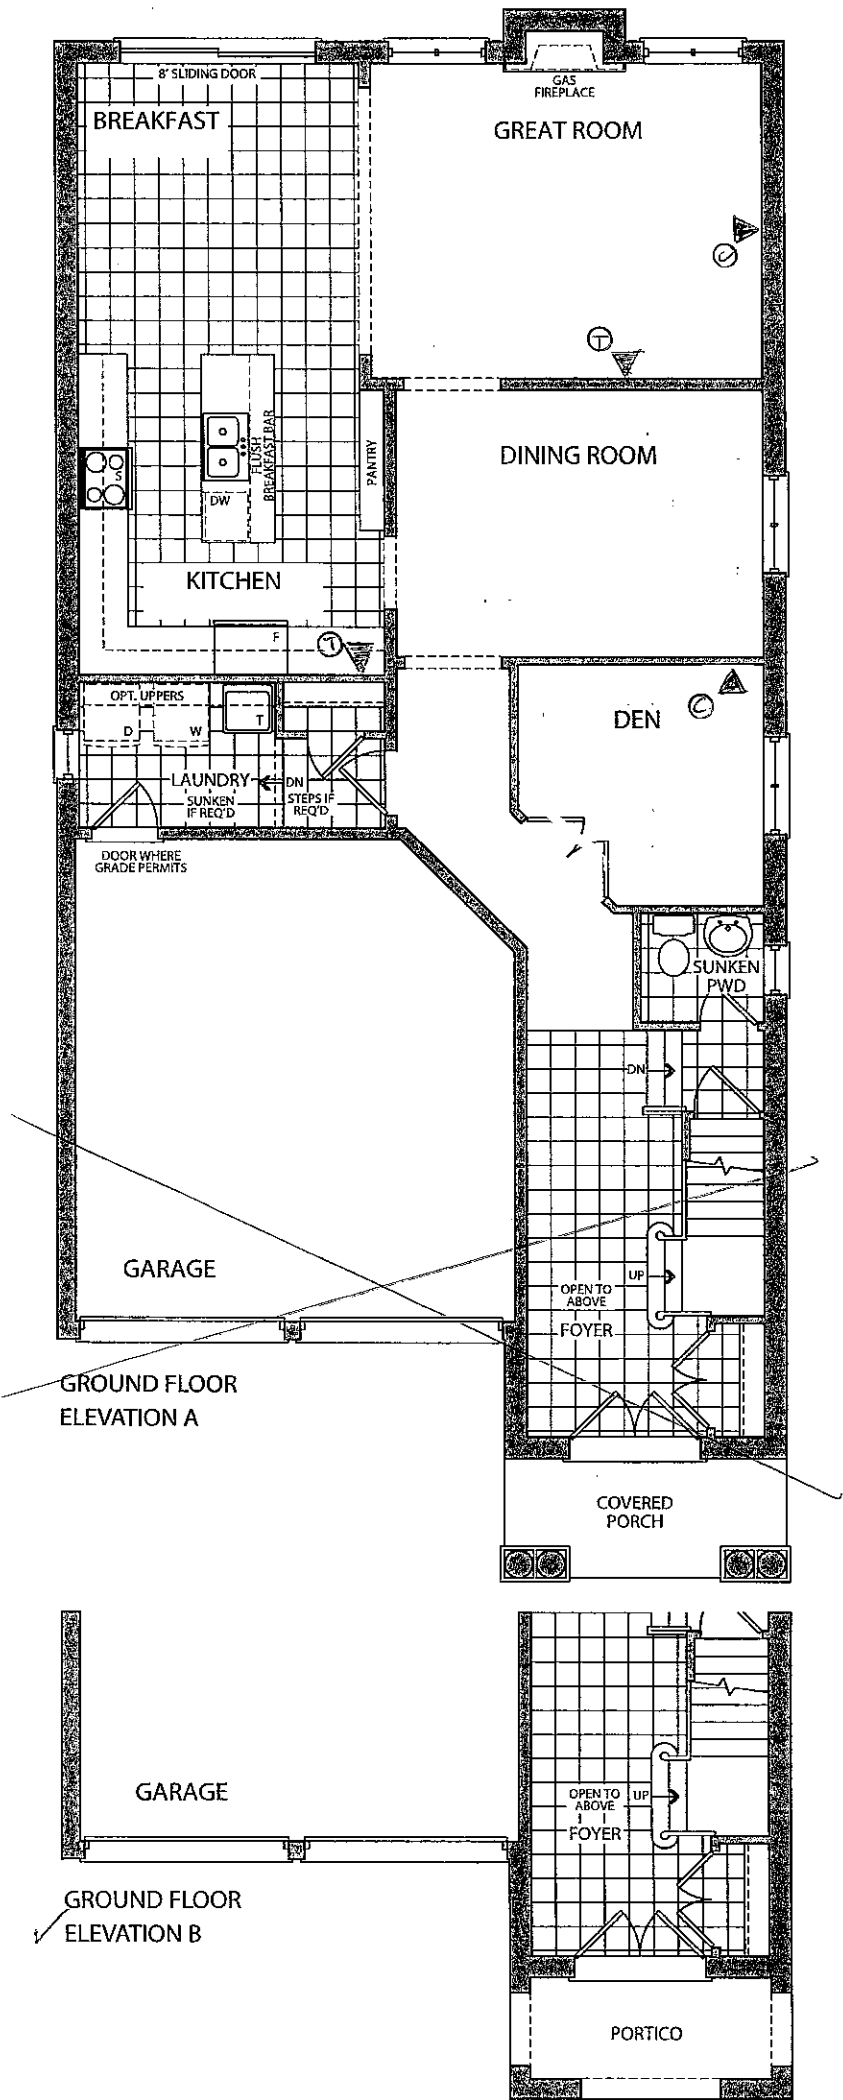 8' SLIDING DOOR
BREAKFAST
GAS
FIREPLACE
GREAT ROOM
C
T
S
DW
FLUSH
BREAKFAST BAR
PANTRY
DINING ROOM
KITCHEN
F
T
OPT. UPPERS
D
W
T
LAUNDRY
SUNKEN
IF REQ'D
DN
STEPS IF
REQ'D
DOOR WHERE
GRADE PERMITS
DEN
C
SUNKEN
PWD
DN
GARAGE
UP
OPEN TO
ABOVE
FOYER
GROUND FLOOR
ELEVATION A
COVERED
PORCH
GARAGE
OPEN TO
ABOVE
UP
FOYER
GROUND FLOOR
ELEVATION B
PORTICO